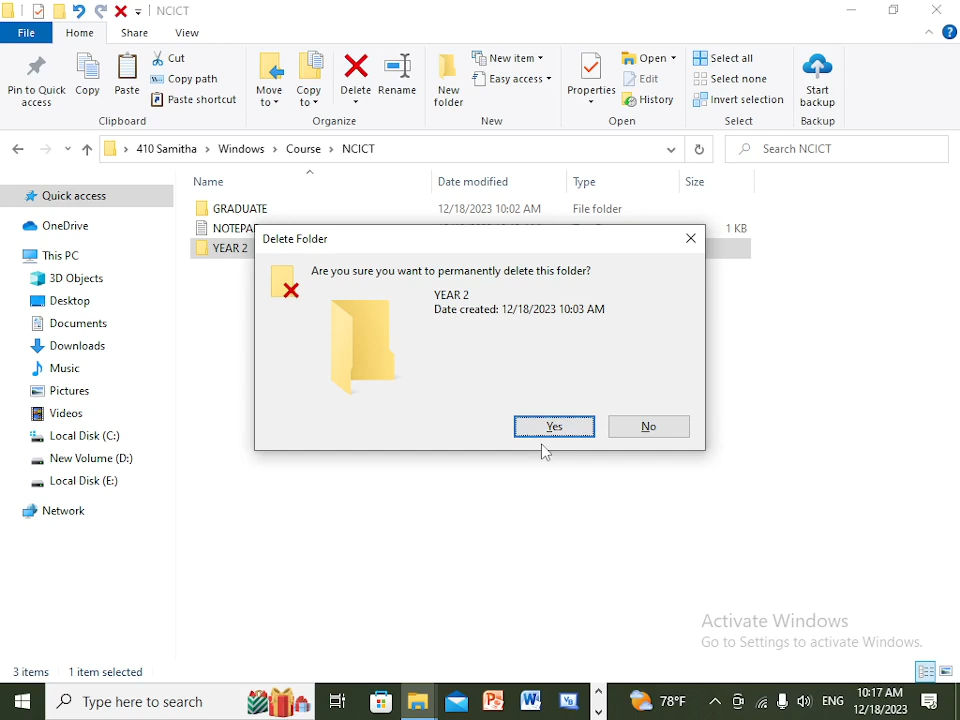 NCICT
File Home Share View
Pin to Quick access
Copy
Paste
Cut
Copy path
Paste shortcut
Clipboard
Move to
Copy to
Delete
Rename
Organize
New folder
New item
Easy access
New
Properties
Open
Edit
History
Open
Select all
Select none
Invert selection
Select
Start backup
Backup
410 Samitha > Windows > Course > NCICT
Search NCICT
Name Date modified Type Size
GRADUATE 12/18/2023 10:02 AM File folder
1 KB
YEAR 2
Quick access
OneDrive
This PC
3D Objects
Desktop
Documents
Downloads
Music
Pictures
Videos
Local Disk (C:)
New Volume (D:)
Local Disk (E:)
Network
Delete Folder
Are you sure you want to permanently delete this folder?
YEAR 2
Date created: 12/18/2023 10:03 AM
Yes No
Activate Windows
Go to Settings to activate Windows.
3 items 1 item selected
Type here to search
78°F
ENG
10:17 AM
12/18/2023